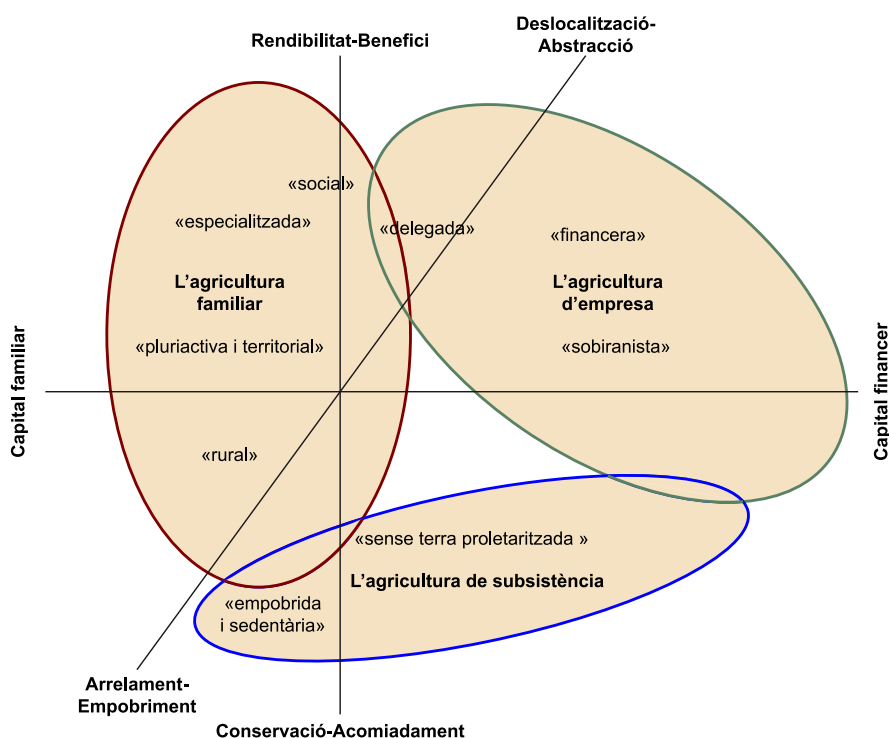 Deslocalització-
Abstracció
Rendibilitat-Benefici
«social»
«especialitzada»
«delegada»
«financera»
L'agricultura
familiar
L'agricultura
d'empresa
«pluriactiva i territorial»
«sobiranista»
Capital familiar
Capital financer
«rural»
«sense terra proletaritzada »
L'agricultura de subsistència
«empobrida
i sedentària»
Arrelament-
Empobriment
Conservació-Acomiadament